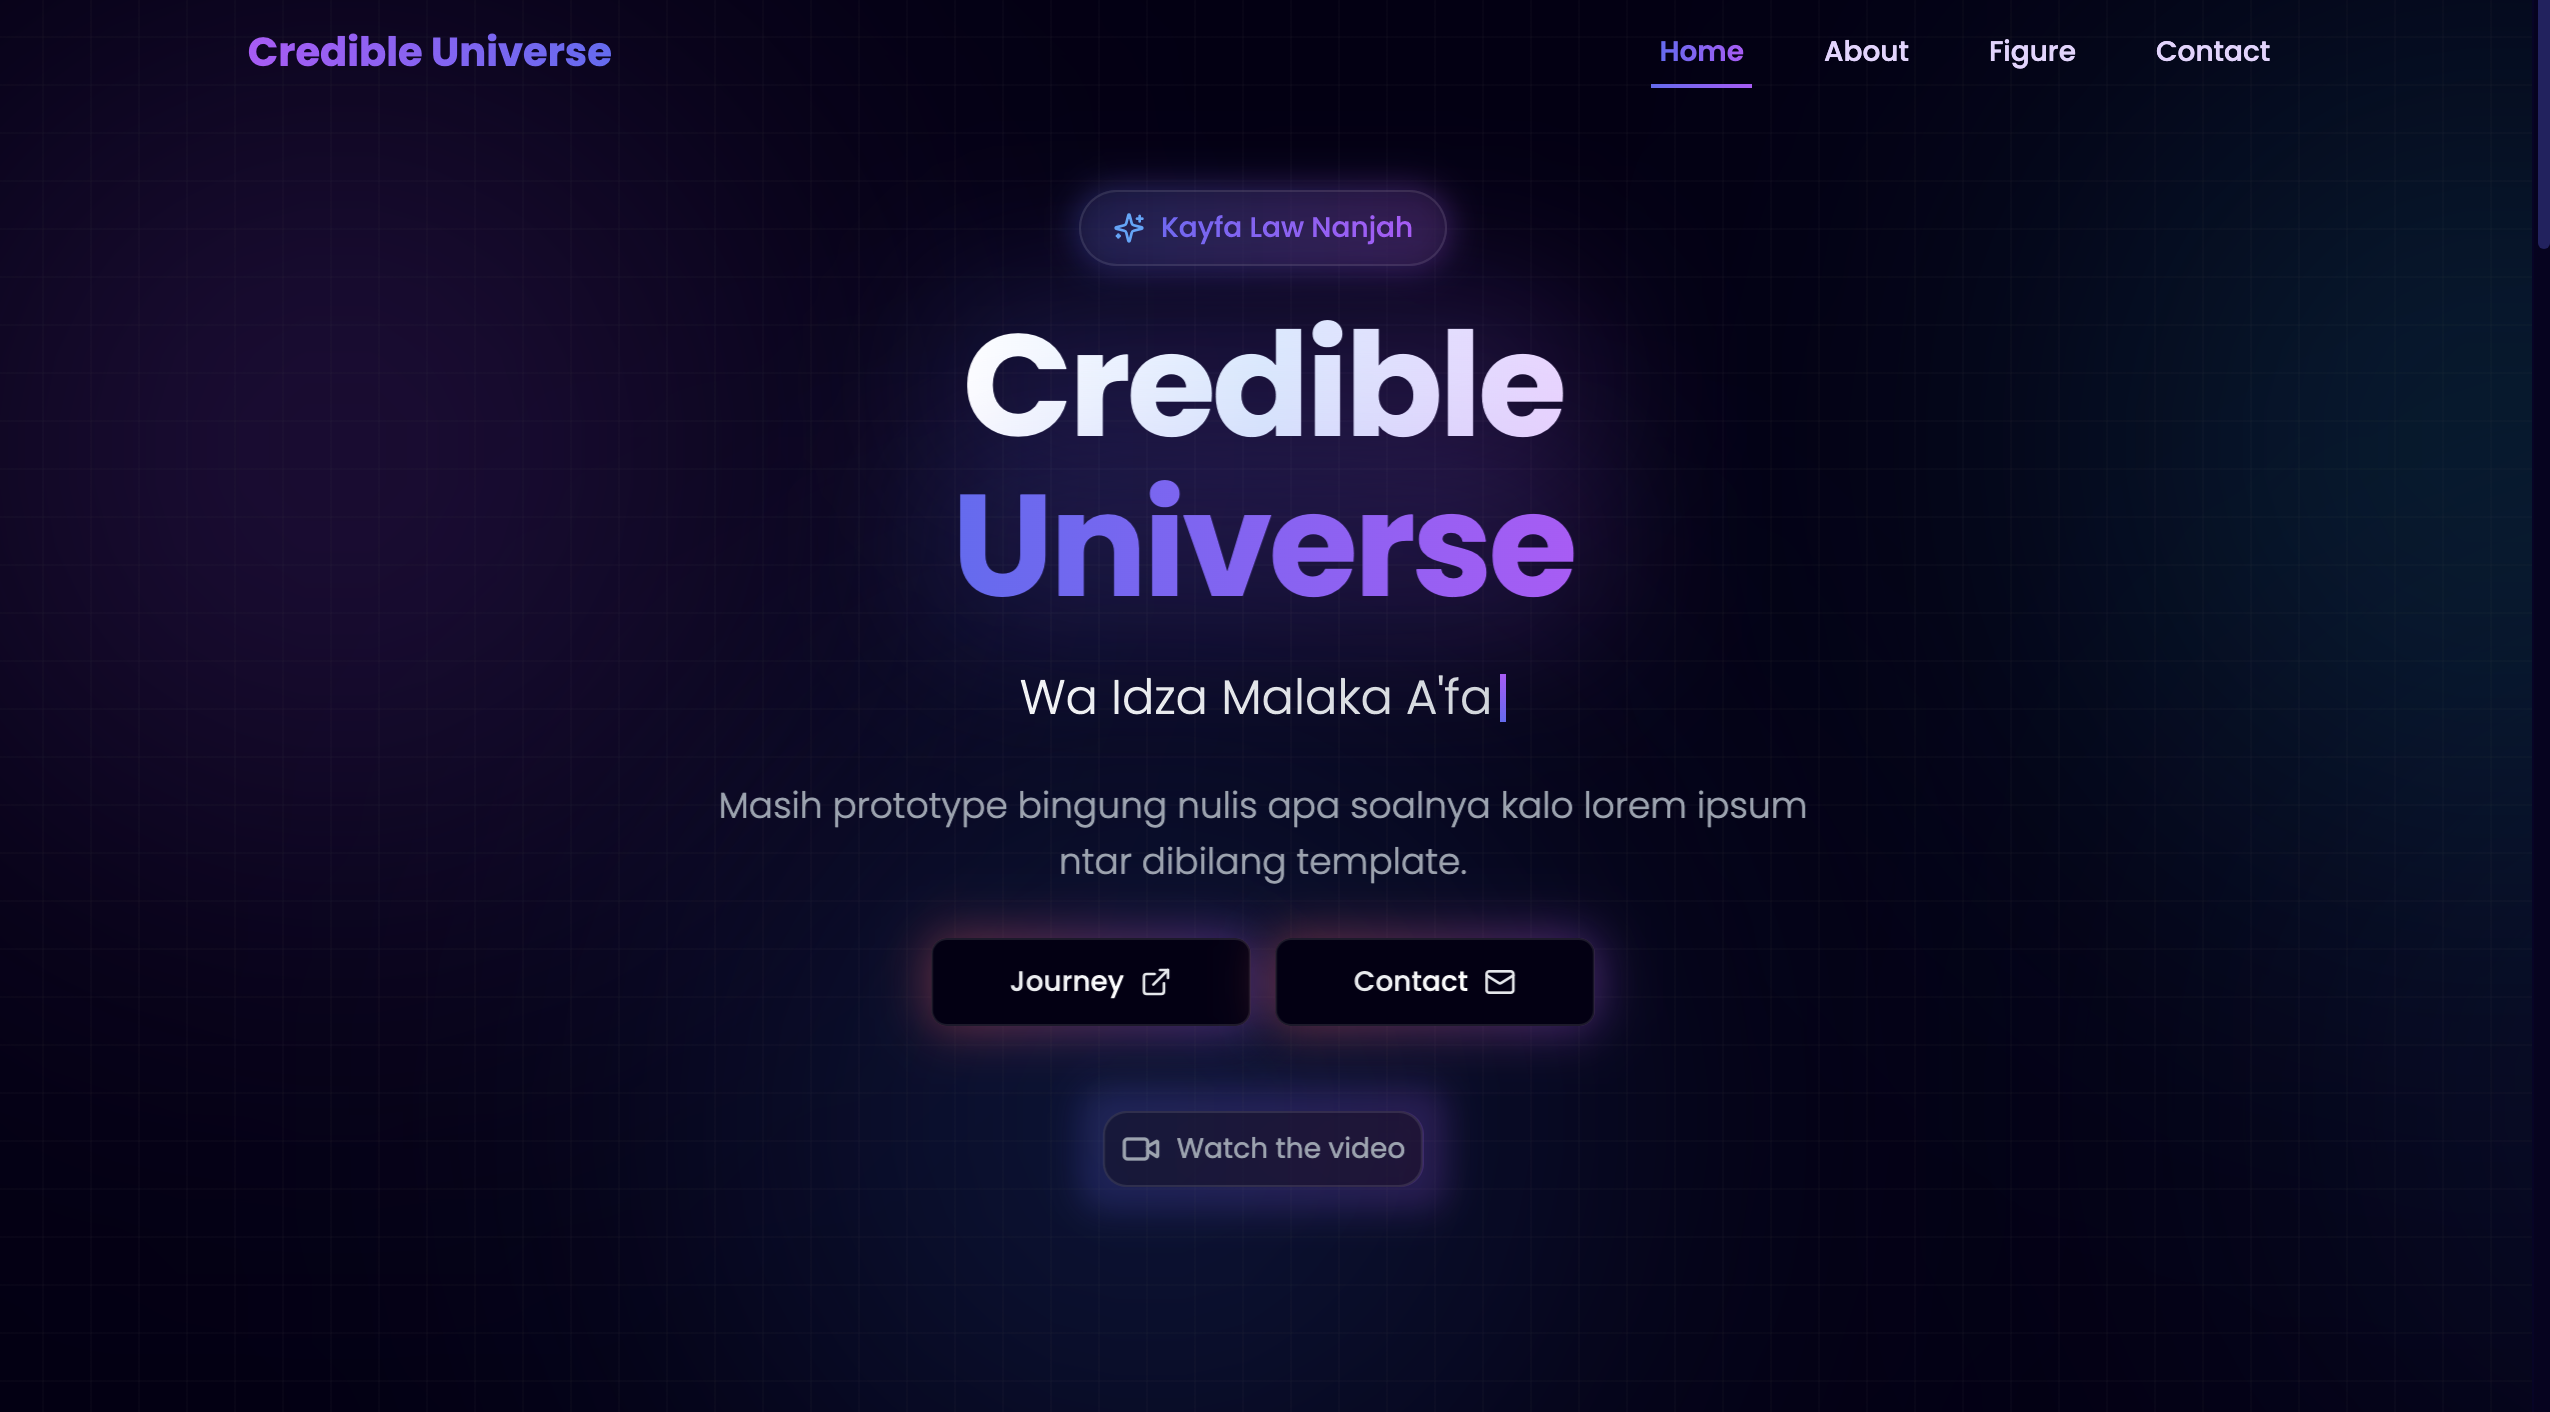 Credible Universe
Home
About
Figure
Contact
Kayfa Law Nanjah
Credible
Universe
Wa Idza Malaka A'fa
Masih prototype bingung nulis apa soalnya kalo lorem ipsum
ntar dibilang template.
Journey
Contact
Watch the video